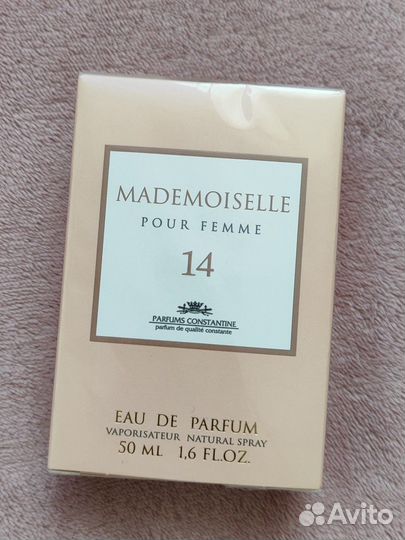 MADEMOISELLE
POUR FEMME
14
PARFUMS CONSTANTINE
parfum de qualité constante
EAU DE PARFUM
VAPORISATEUR NATURAL SPRAY
50 ML 1,6 FL.OZ.
Avito